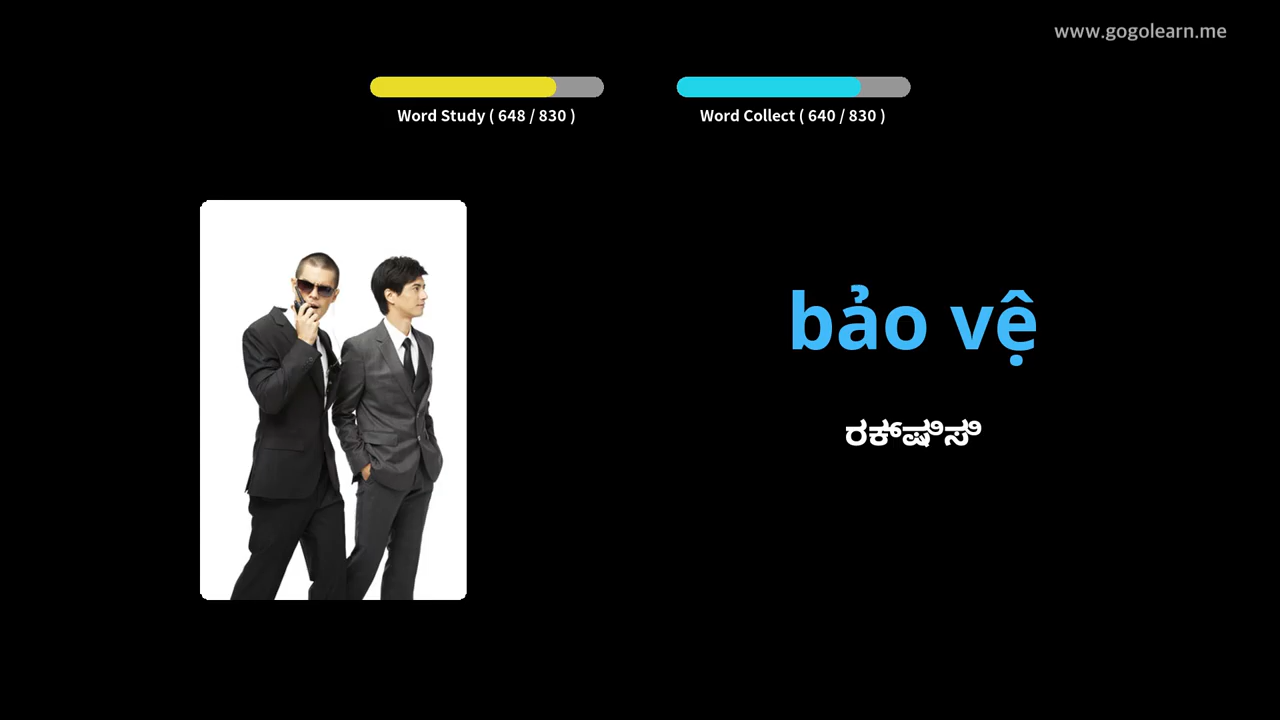 www.gogolearn.me
Word Study ( 648 / 830 )
Word Collect ( 640 / 830 )
bảo vệ
ರಕ್ಷಿಸಿ